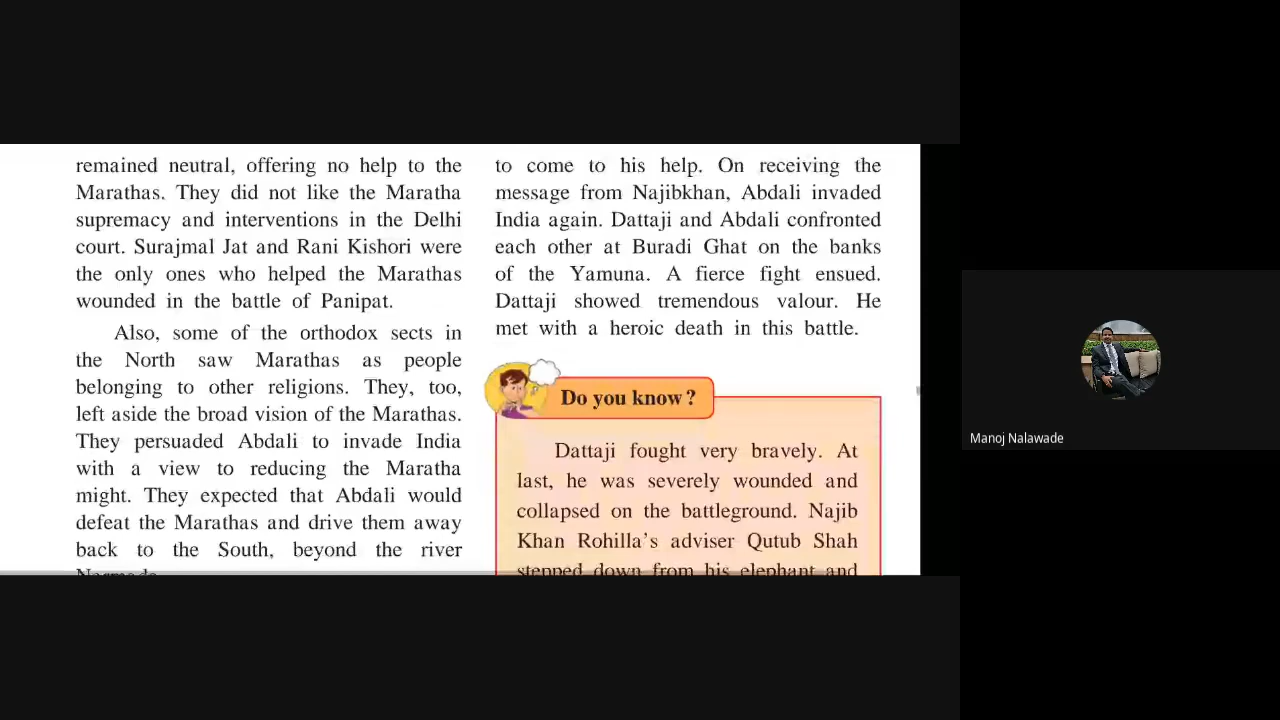 remained neutral, offering no help to the
Marathas. They did not like the Maratha
supremacy and interventions in the Delhi
court. Surajmal Jat and Rani Kishori were
the only ones who helped the Marathas
wounded in the battle of Panipat.
Also, some of the orthodox sects in
the North saw Marathas as people
belonging to other religions. They, too,
left aside the broad vision of the Marathas.
They persuaded Abdali to invade India
with a view to reducing the Maratha
might. They expected that Abdali would
defeat the Marathas and drive them away
back to the South, beyond the river
to come to his help. On receiving the
message from Najibkhan, Abdali invaded
India again. Dattaji and Abdali confronted
each other at Buradi Ghat on the banks
of the Yamuna. A fierce fight ensued.
Dattaji showed tremendous valour. He
met with a heroic death in this battle.
Do you know?
Dattaji fought very bravely. At
last, he was severely wounded and
collapsed on the battleground. Najib
Khan Rohilla's adviser Qutub Shah
stepped down from his elephant and
Manoj Nalawade